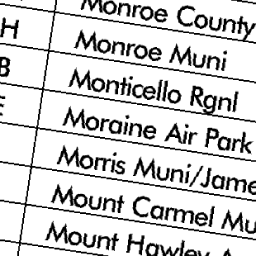 Monroe County
H Monroe Muni
B Monticello Rgnl
Moraine Air Park
Morris Muni/Jame
Mount Carmel Mu
Mount Hawley A